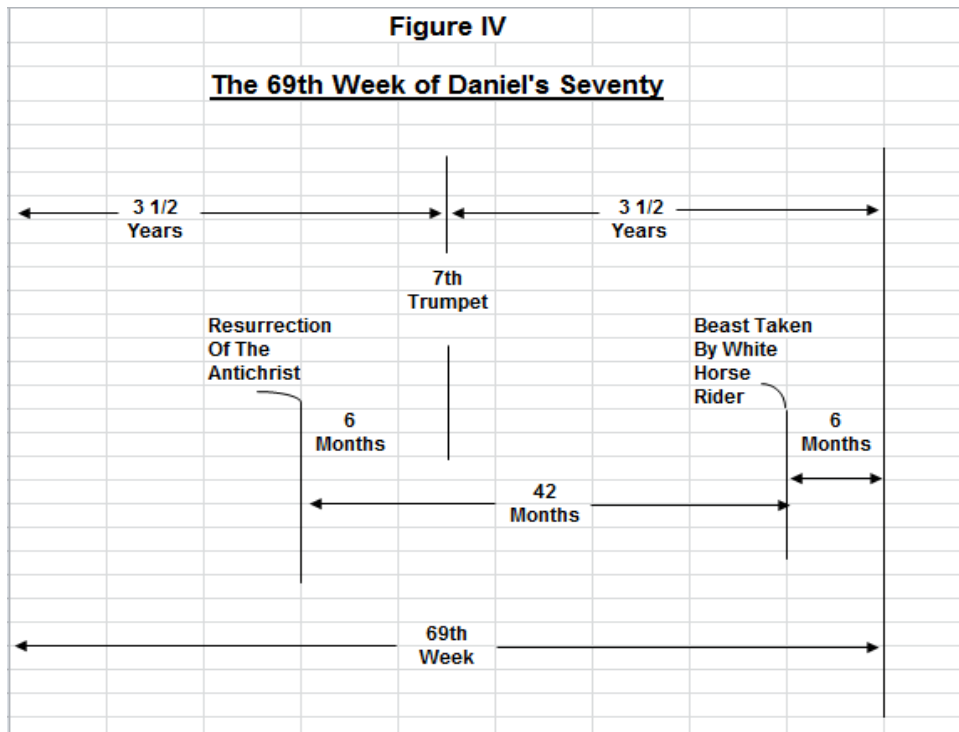 Figure IV
The 69th Week of Daniel's Seventy
3 1/2
Years
3 1/2
Years
7th
Trumpet
Resurrection
Of The
Antichrist
Beast Taken
By White
Horse
Rider
6
Months
6
Months
42
Months
69th
Week